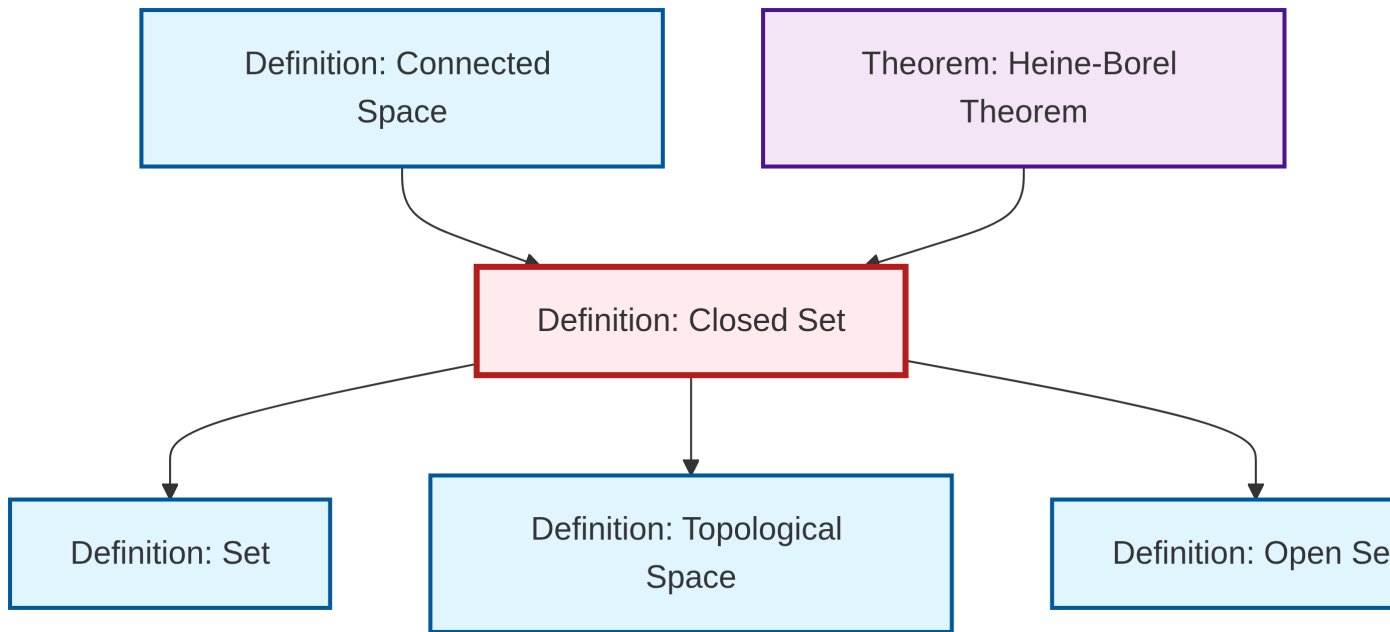 Definition: Connected
Space
Theorem: Heine-Borel
Theorem
Definition: Closed Set
Definition: Set
Definition: Topological
Space
Definition: Open Se